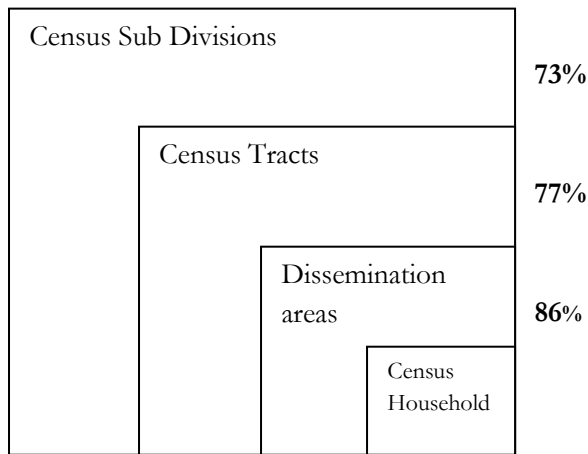 Census Sub Divisions
73%
Census Tracts
77%
Dissemination
areas
86%
Census
Household